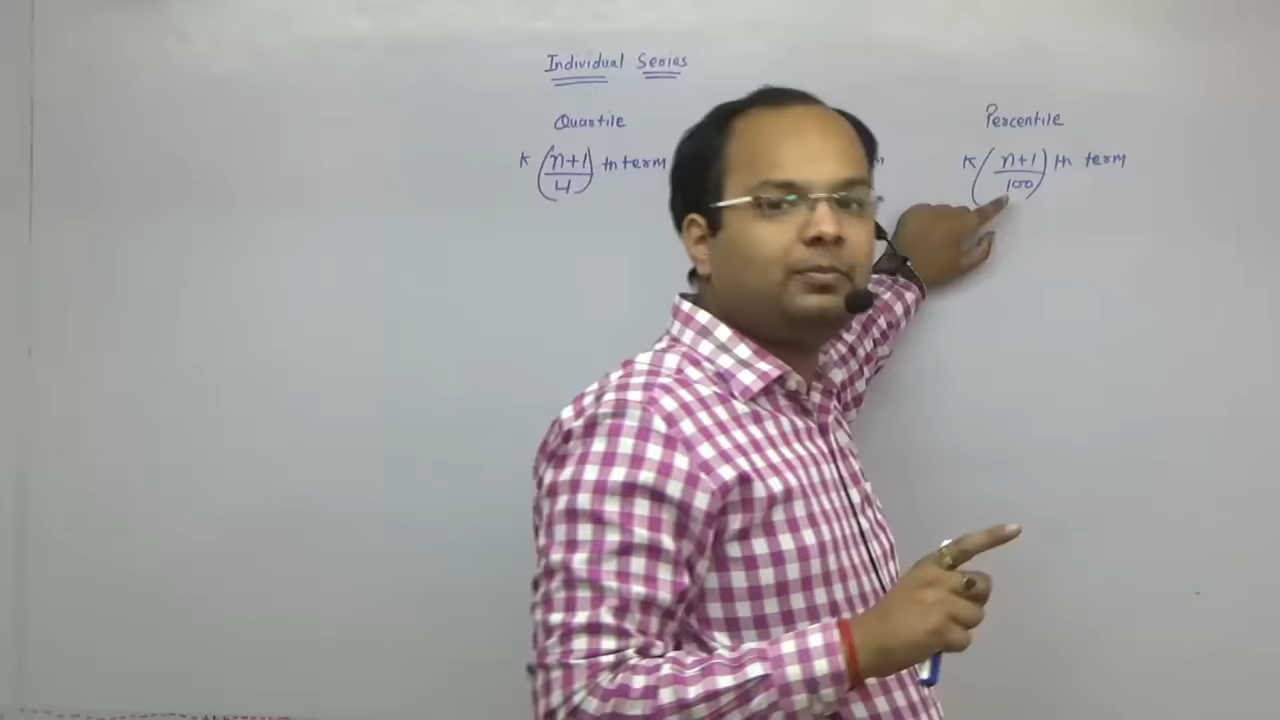 Individual Series
Quartile
K (n+1/4) th term
Percentile
K (n+1/100) th term